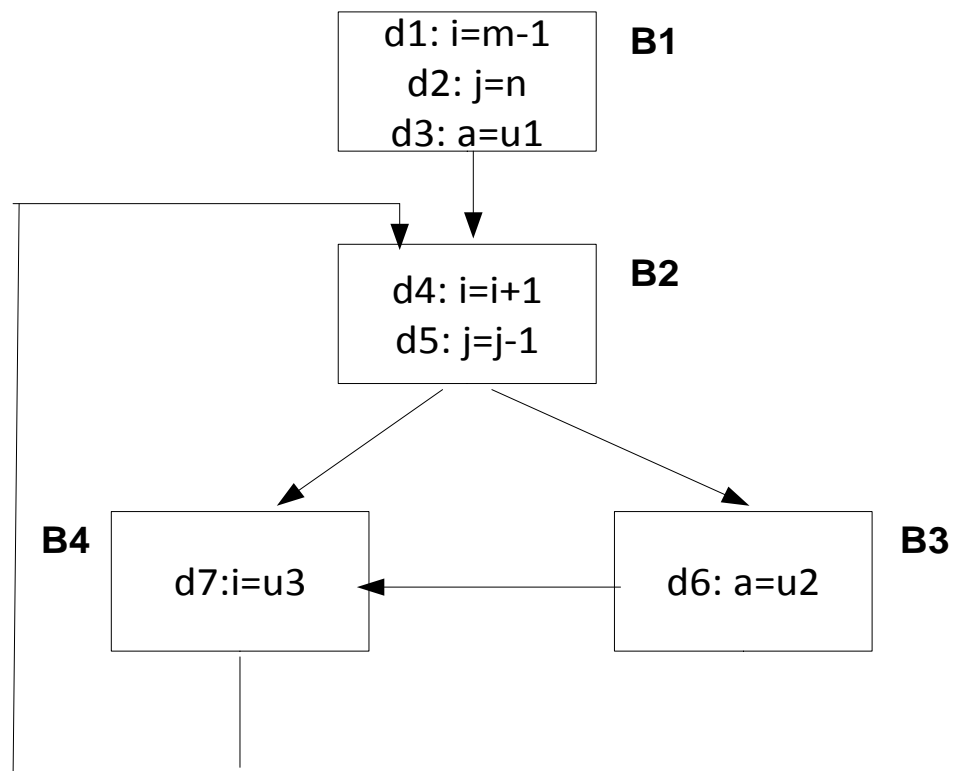 d1: i=m-1
d2: j=n
d3: a=u1
B1
d4: i=i+1
d5: j=j-1
B2
B4
d7:i=u3
d6: a=u2
B3